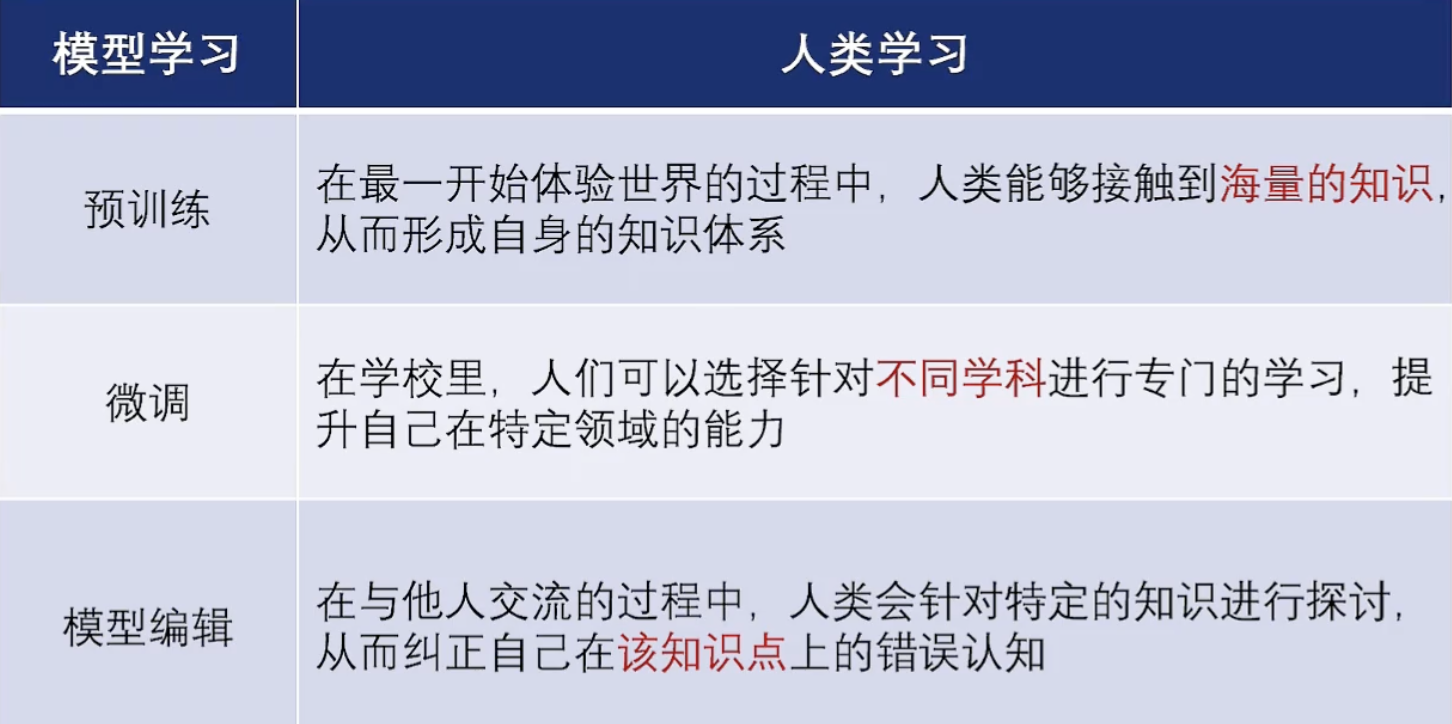 模型学习
人类学习
预训练
在最一开始体验世界的过程中，人类能够接触到海量的知识，
从而形成自身的知识体系
微调
在学校里，人们可以选择针对不同学科进行专门的学习，提
升自己在特定领域的能力
模型编辑
在与他人交流的过程中，人类会针对特定的知识进行探讨，
从而纠正自己在该知识点上的错误认知